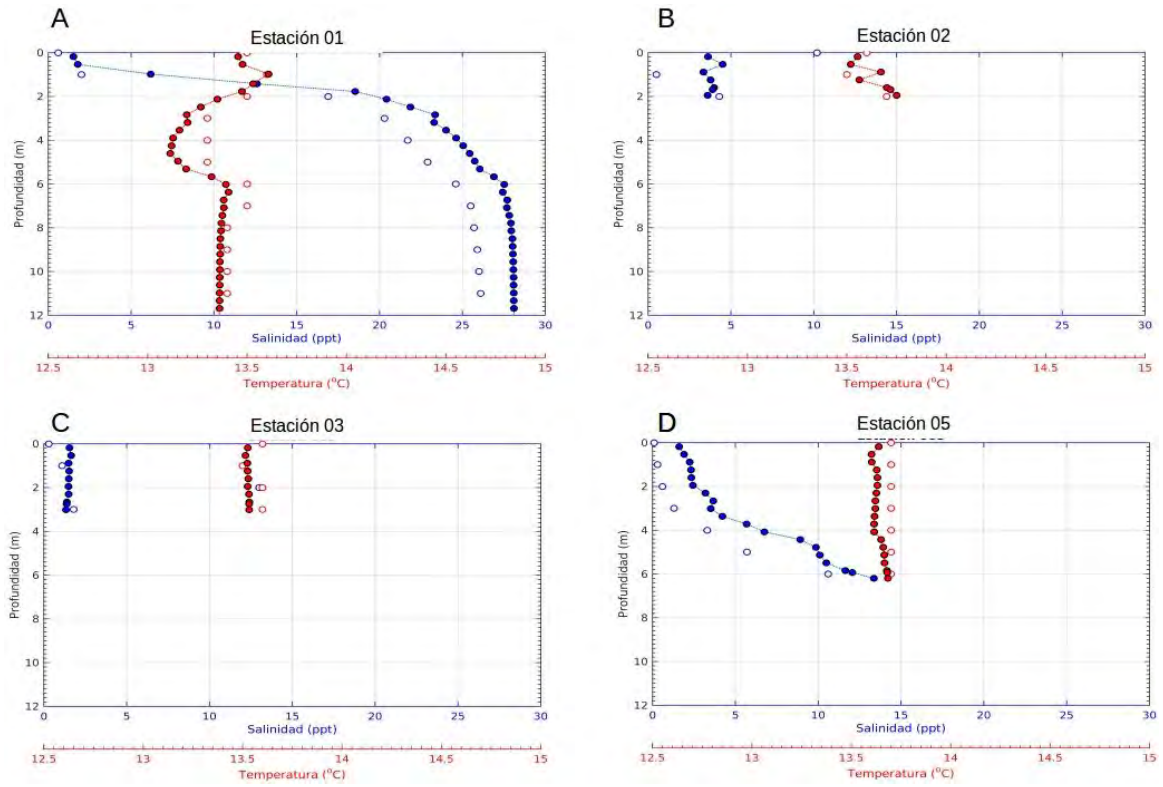 A
Estación 01
0
2
4
6
8
10
12
Profundidad (m)
0 5 10 15 20 25 30
Salinidad (ppt)
12.5 13 13.5 14 14.5 15
Temperatura (°C)
B
Estación 02
0
2
4
6
8
10
12
Profundidad (m)
0 5 10 15 20 25 30
Salinidad (ppt)
12.5 13 13.5 14 14.5 15
Temperatura (°C)
C
Estación 03
0
2
4
6
8
10
12
Profundidad (m)
0 5 10 15 20 25 30
Salinidad (ppt)
12.5 13 13.5 14 14.5 15
Temperatura (°C)
D
Estación 05
0
2
4
6
8
10
12
Profundidad (m)
0 5 10 15 20 25 30
Salinidad (ppt)
12.5 13 13.5 14 14.5 15
Temperatura (°C)